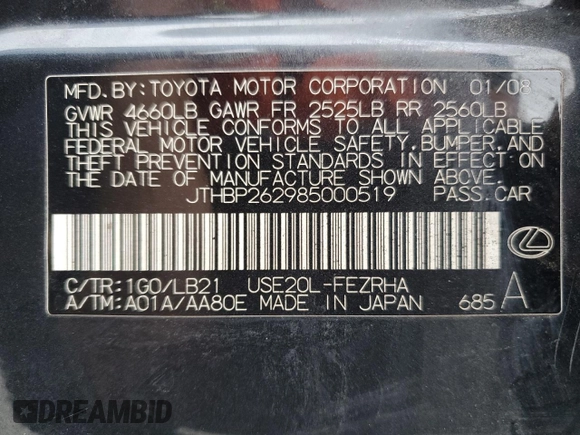 MFD. BY: TOYOTA MOTOR CORPORATION 01/08
GVWR 4660LB GAWR FR 2525LB RR 2560LB
THIS VEHICLE CONFORMS TO ALL APPLICABLE
FEDERAL MOTOR VEHICLE SAFETY, BUMPER, AND
THEFT PREVENTION STANDARDS IN EFFECT ON
THE DATE OF MANUFACTURE SHOWN ABOVE.
JTHBP262985000519 PASS. CAR
C/TR: 1G0/LB21 USE20L-FEZRHA
A/TM: A01A/AA80E MADE IN JAPAN 685 A
DREAMBID